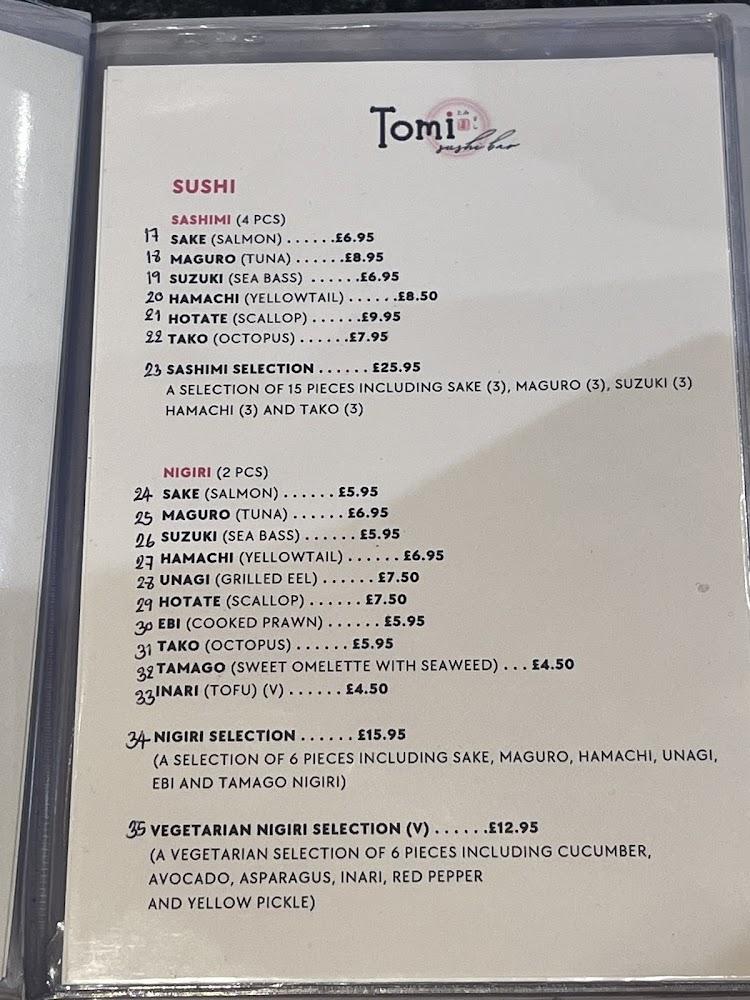 Tomi
sushi bar
SUSHI
SASHIMI (4 PCS)
17 SAKE (SALMON) . . . . . .£6.95
18 MAGURO (TUNA) . . . . . .£8.95
19 SUZUKI (SEA BASS) . . . . . .£6.95
20 HAMACHI (YELLOWTAIL) . . . . . .£8.50
21 HOTATE (SCALLOP) . . . . . .£9.95
22 TAKO (OCTOPUS) . . . . . .£7.95
23 SASHIMI SELECTION . . . . . . £25.95
A SELECTION OF 15 PIECES INCLUDING SAKE (3), MAGURO (3), SUZUKI (3)
HAMACHI (3) AND TAKO (3)
NIGIRI (2 PCS)
24 SAKE (SALMON) . . . . . . £5.95
25 MAGURO (TUNA) . . . . . . £6.95
26 SUZUKI (SEA BASS) . . . . . . £5.95
27 HAMACHI (YELLOWTAIL) . . . . . . £6.95
28 UNAGI (GRILLED EEL) . . . . . . £7.50
29 HOTATE (SCALLOP) . . . . . . £7.50
30 EBI (COOKED PRAWN) . . . . . . £5.95
31 TAKO (OCTOPUS) . . . . . . £5.95
32 TAMAGO (SWEET OMELETTE WITH SEAWEED) . . . £4.50
33 INARI (TOFU) (V) . . . . . . £4.50
34 NIGIRI SELECTION . . . . . . £15.95
(A SELECTION OF 6 PIECES INCLUDING SAKE, MAGURO, HAMACHI, UNAGI,
EBI AND TAMAGO NIGIRI)
35 VEGETARIAN NIGIRI SELECTION (V) . . . . . .£12.95
(A VEGETARIAN SELECTION OF 6 PIECES INCLUDING CUCUMBER,
AVOCADO, ASPARAGUS, INARI, RED PEPPER
AND YELLOW PICKLE)